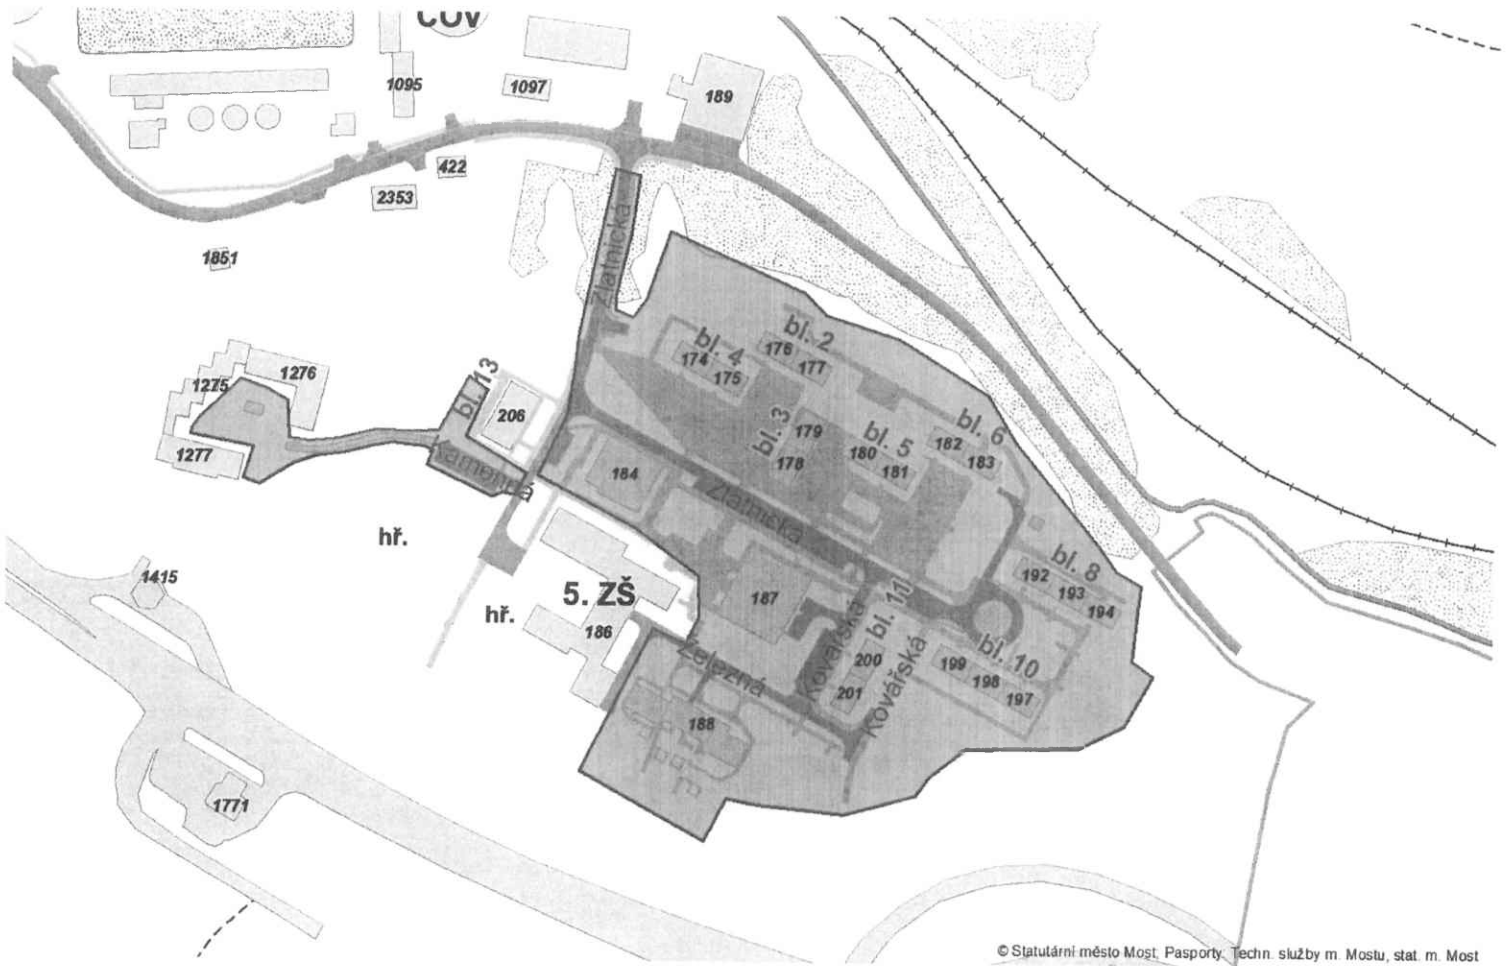 ČOV
1095
1097
189
422
2353
1851
Zlatnická
bl. 2
176
177
bl. 4
174
175
1276
1275
bl. 13
206
1277
Kamenná
bl. 3
179
178
bl. 5
180
181
bl. 6
182
183
184
Zlatnická
hř.
1415
5. ZŠ
hř.
186
187
bl. 8
192
193
194
Kovářská
bl. 11
200
201
Kovářská
bl. 10
199
198
197
Železná
188
1771
© Statutární město Most, Pasporty: Techn. služby m. Mostu, stat. m. Most